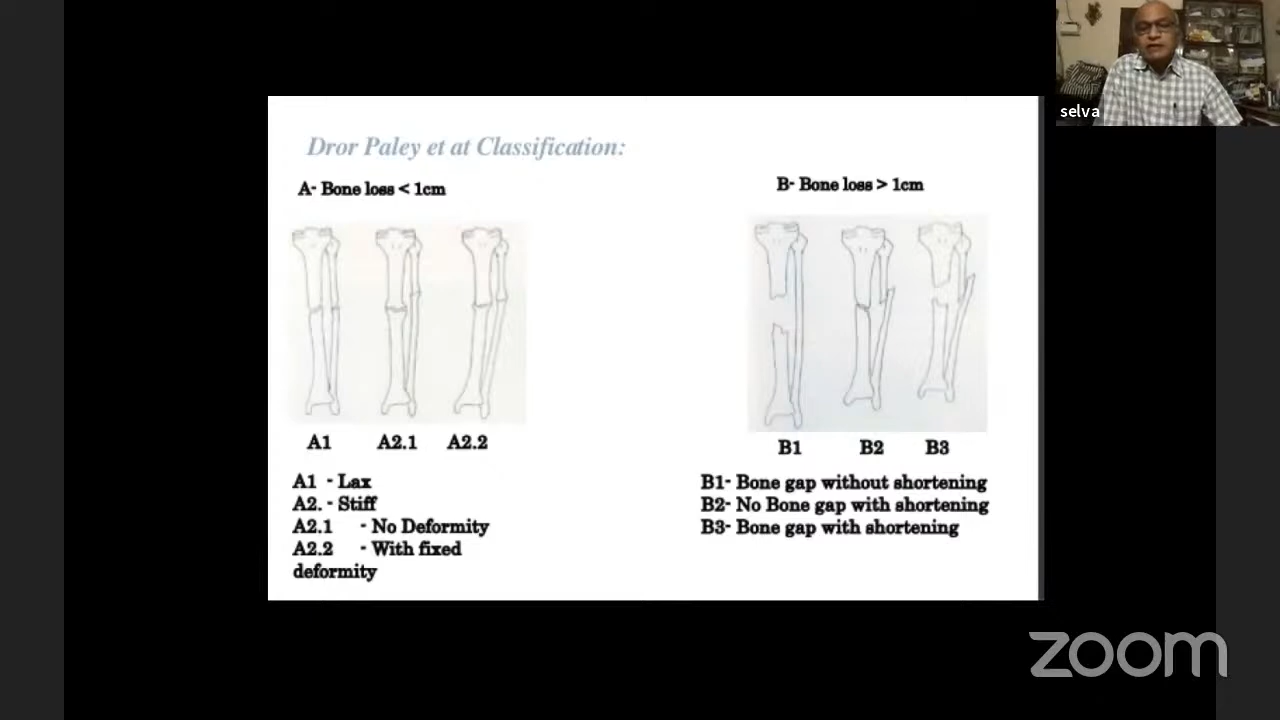 selva
Dror Paley et at Classification:
A- Bone loss < 1cm
A1 A2.1 A2.2
A1 - Lax
A2. - Stiff
A2.1 - No Deformity
A2.2 - With fixed
deformity
B- Bone loss > 1cm
B1 B2 B3
B1- Bone gap without shortening
B2- No Bone gap with shortening
B3- Bone gap with shortening
zoom